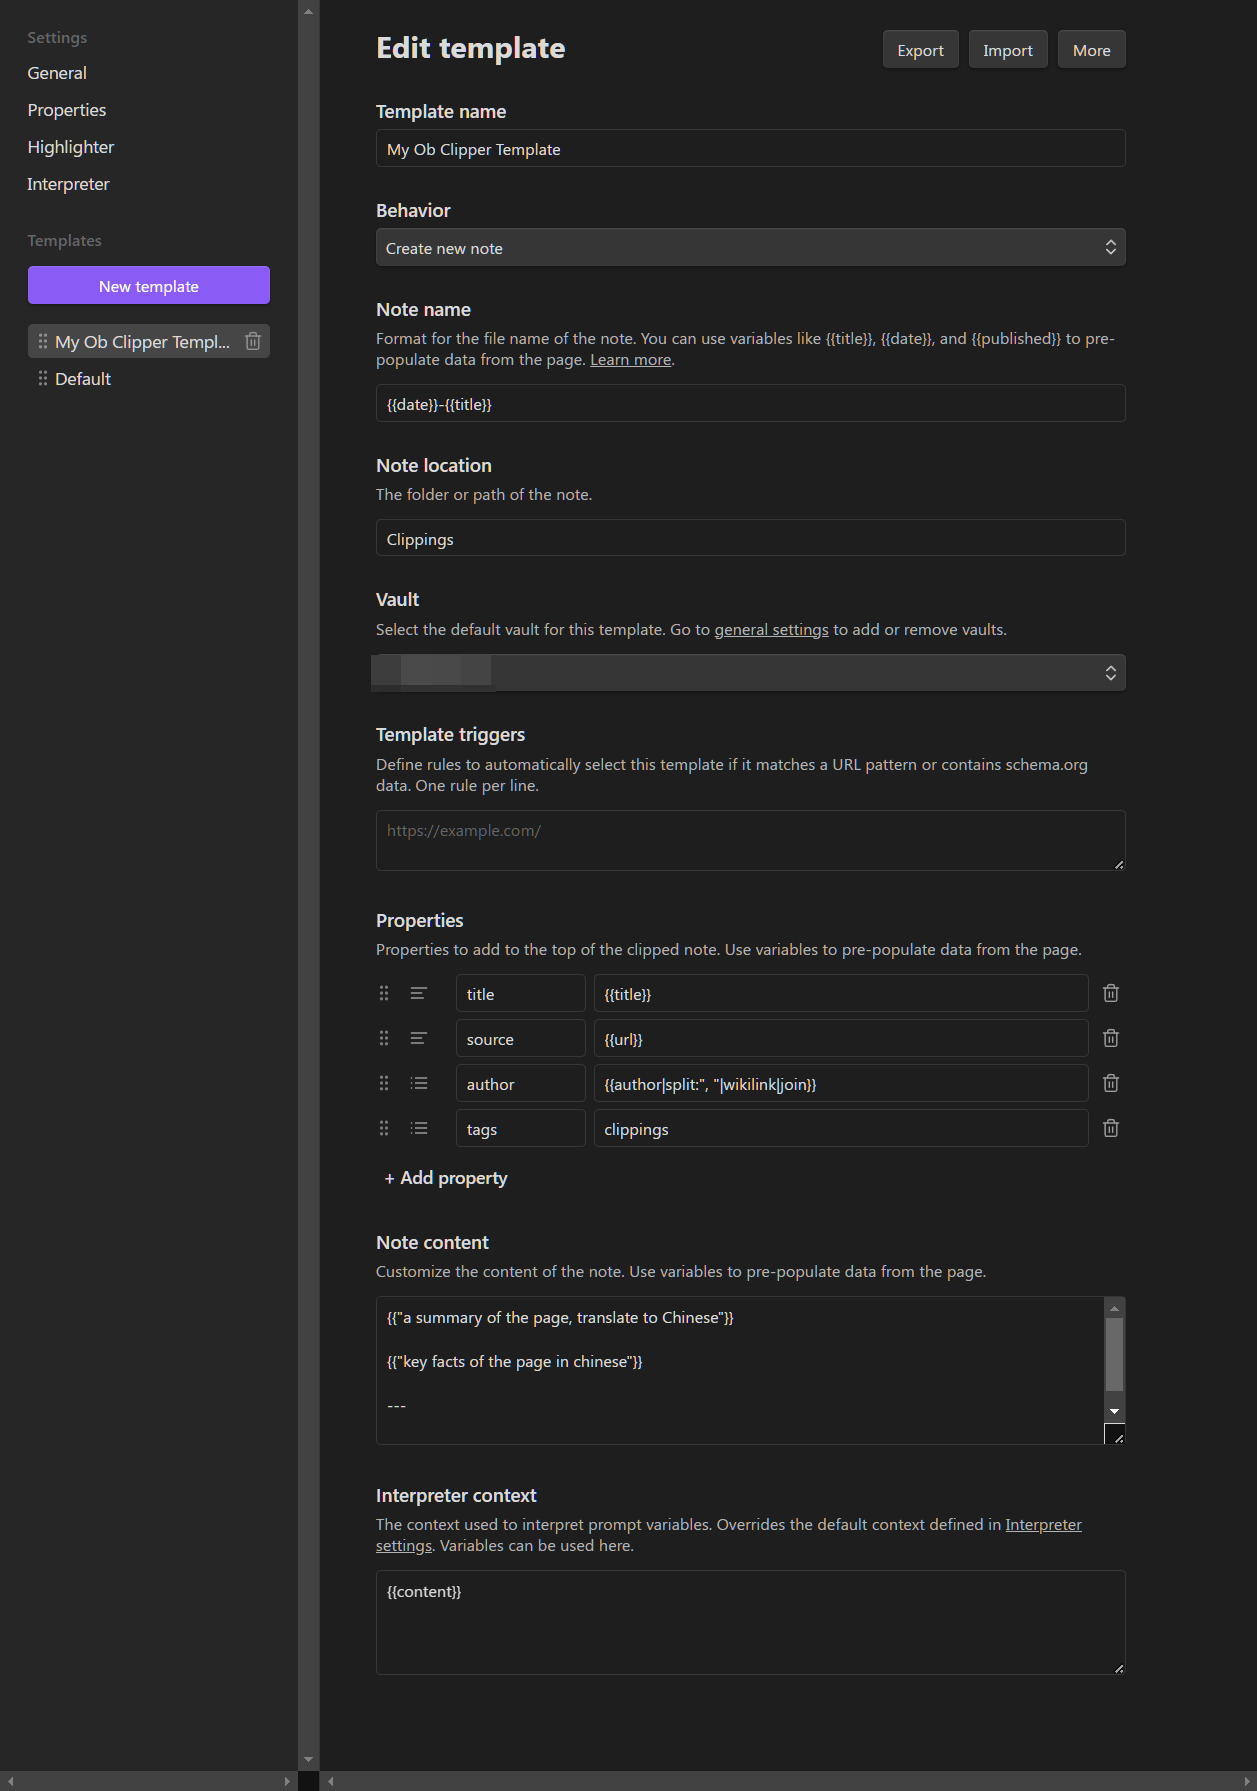 Settings
General
Properties
Highlighter
Interpreter
Templates
New template
My Ob Clipper Templ...
Default
Edit template
Export
Import
More
Template name
My Ob Clipper Template
Behavior
Create new note
Note name
Format for the file name of the note. You can use variables like {{title}}, {{date}}, and {{published}} to pre-
populate data from the page. Learn more.
{{date}}-{{title}}
Note location
The folder or path of the note.
Clippings
Vault
Select the default vault for this template. Go to general settings to add or remove vaults.
Template triggers
Define rules to automatically select this template if it matches a URL pattern or contains schema.org
data. One rule per line.
https://example.com/
Properties
Properties to add to the top of the clipped note. Use variables to pre-populate data from the page.
title {{title}}
source {{url}}
author {{author|split:", "|wikilink|join}}
tags clippings
+ Add property
Note content
Customize the content of the note. Use variables to pre-populate data from the page.
{{"a summary of the page, translate to Chinese"}}
{{"key facts of the page in chinese"}}
---
Interpreter context
The context used to interpret prompt variables. Overrides the default context defined in Interpreter
settings. Variables can be used here.
{{content}}